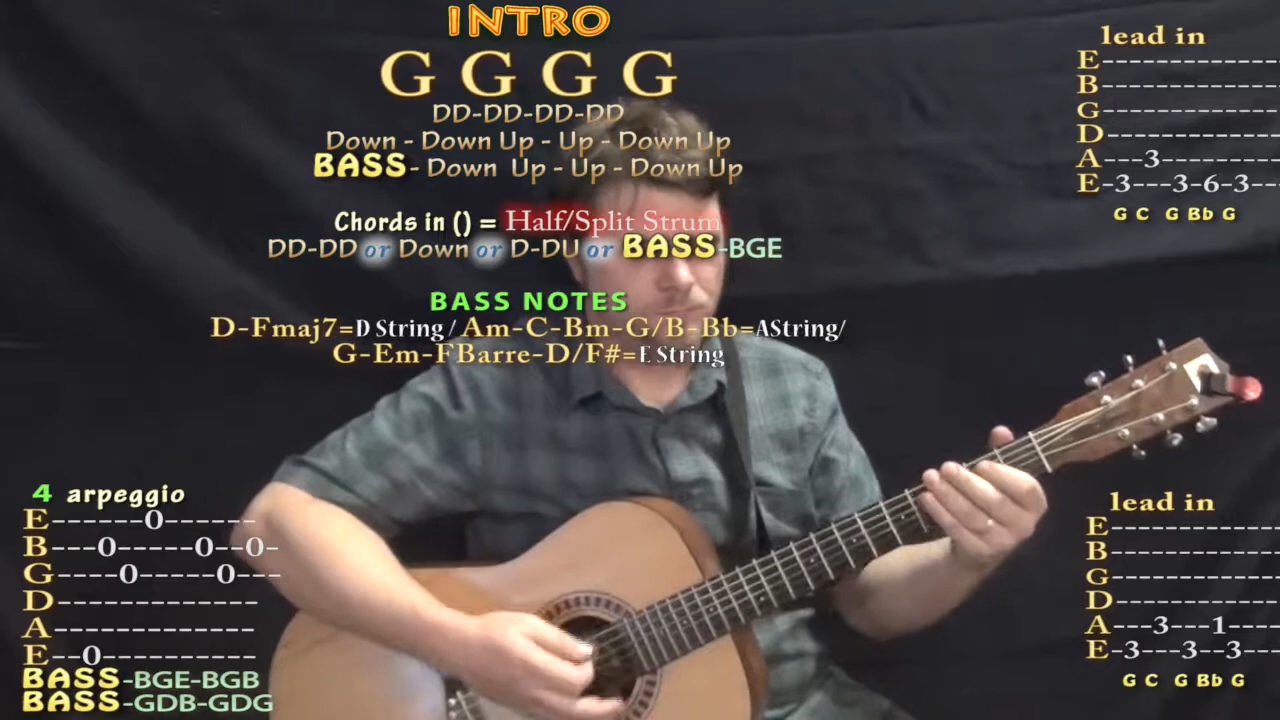 INTRO
G G G G
DD-DD-DD-DD
Down - Down Up - Up - Down Up
BASS- Down Up - Up - Down Up
Chords in () = Half/Split Strum
DD-DD or Down or D-DU or BASS-BGE
BASS NOTES
D-Fmaj7=D String / Am-C-Bm-G/B-Bb=AString/
G-Em-FBarre-D/F#=E String
lead in
E-------------
B-------------
G-------------
D-------------
A---3---------
E-3---3-6-3---
G C G Bb G
4 arpeggio
E------0------
B---0-----0--0-
G----0-----0---
D-------------
A-------------
E--0----------
BASS-BGE-BGB
BASS-GDB-GDG
lead in
E-------------
B-------------
G-------------
D-------------
A---3---1-----
E-3---3--3----
G C G Bb G